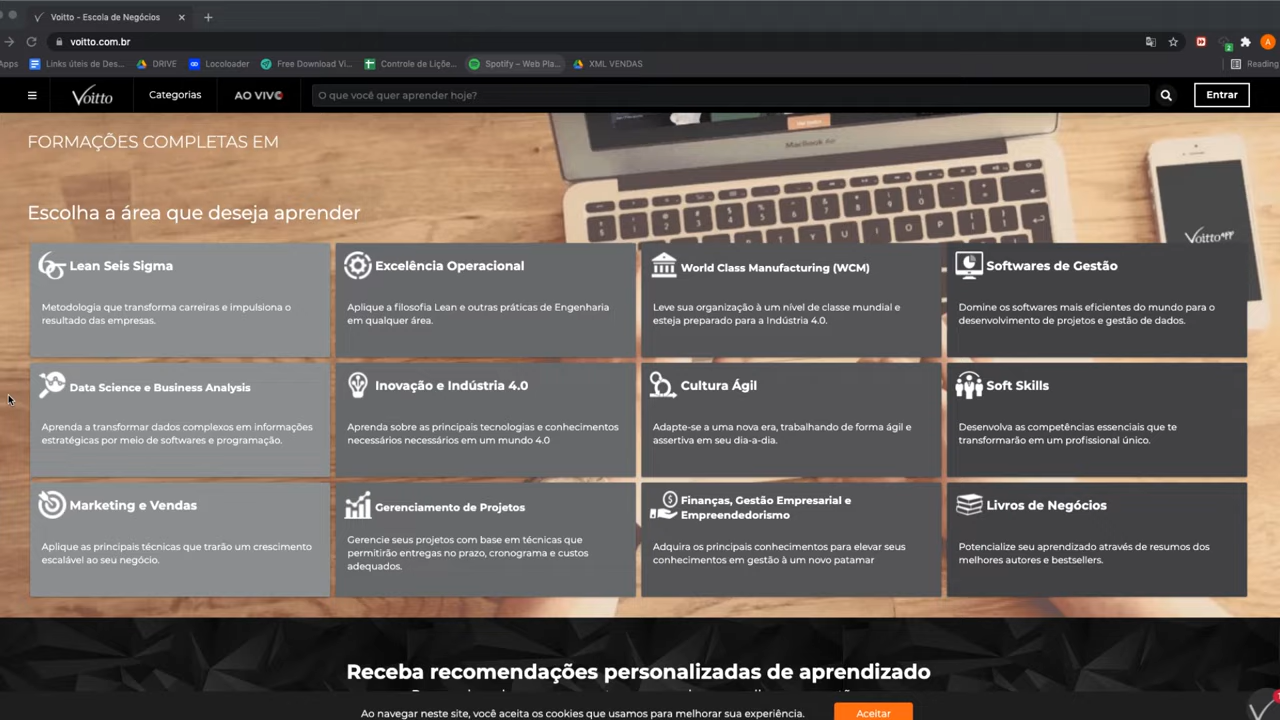 Voitto - Escola de Negócios
voitto.com.br
Apps
Links úteis de Des...
DRIVE
Locoloader
Free Download Vi...
Controle de Lições...
Spotify – Web Pla...
XML VENDAS
Reading
Voitto
Categorias
AO VIVO
O que você quer aprender hoje?
Entrar
FORMAÇÕES COMPLETAS EM
Macbook Air
Voitto APP
Escolha a área que deseja aprender
Lean Seis Sigma
Metodologia que transforma carreiras e impulsiona o
resultado das empresas.
Excelência Operacional
Aplique a filosofia Lean e outras práticas de Engenharia
em qualquer área.
World Class Manufacturing (WCM)
Leve sua organização à um nível de classe mundial e
esteja preparado para a Indústria 4.0.
Softwares de Gestão
Domine os softwares mais eficientes do mundo para o
desenvolvimento de projetos e gestão de dados.
Data Science e Business Analysis
Aprenda a transformar dados complexos em informações
estratégicas por meio de softwares e programação.
Inovação e Indústria 4.0
Aprenda sobre as principais tecnologias e conhecimentos
necessários necessários em um mundo 4.0
Cultura Ágil
Adapte-se a uma nova era, trabalhando de forma ágil e
assertiva em seu dia-a-dia.
Soft Skills
Desenvolva as competências essenciais que te
transformarão em um profissional único.
Marketing e Vendas
Aplique as principais técnicas que trarão um crescimento
escalável ao seu negócio.
Gerenciamento de Projetos
Gerencie seus projetos com base em técnicas que
permitirão entregas no prazo, cronograma e custos
adequados.
Finanças, Gestão Empresarial e
Empreendedorismo
Adquira os principais conhecimentos para elevar seus
conhecimentos em gestão à um novo patamar
Livros de Negócios
Potencialize seu aprendizado através de resumos dos
melhores autores e bestsellers.
Receba recomendações personalizadas de aprendizado
Ao navegar neste site, você aceita os cookies que usamos para melhorar sua experiência.
Aceitar